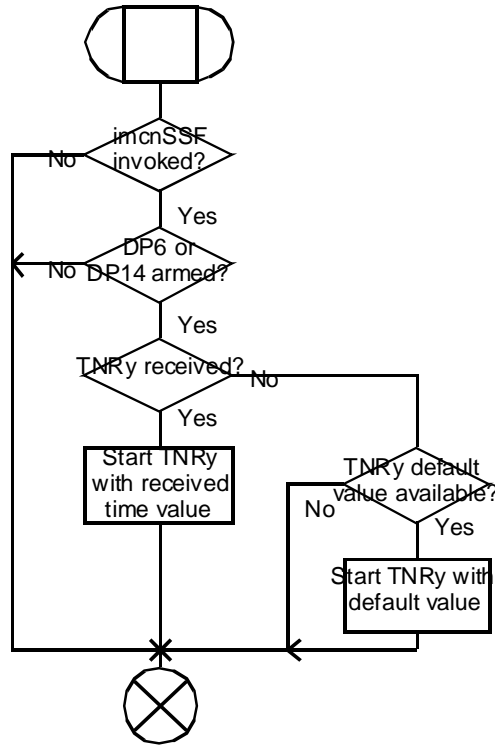 imcnSSF
invoked?
No
Yes
DP6 or
DP14 armed?
No
Yes
TNRy received?
No
Yes
Start TNRy
with received
time value
TNRy default
value available?
No
Yes
Start TNRy with
default value